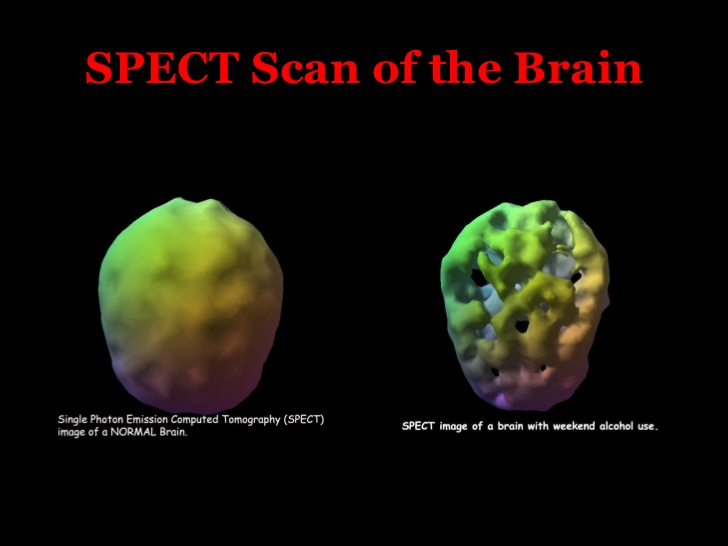 SPECT Scan of the Brain
Single Photon Emission Computed Tomography (SPECT)
image of a NORMAL Brain.
SPECT image of a brain with weekend alcohol use.